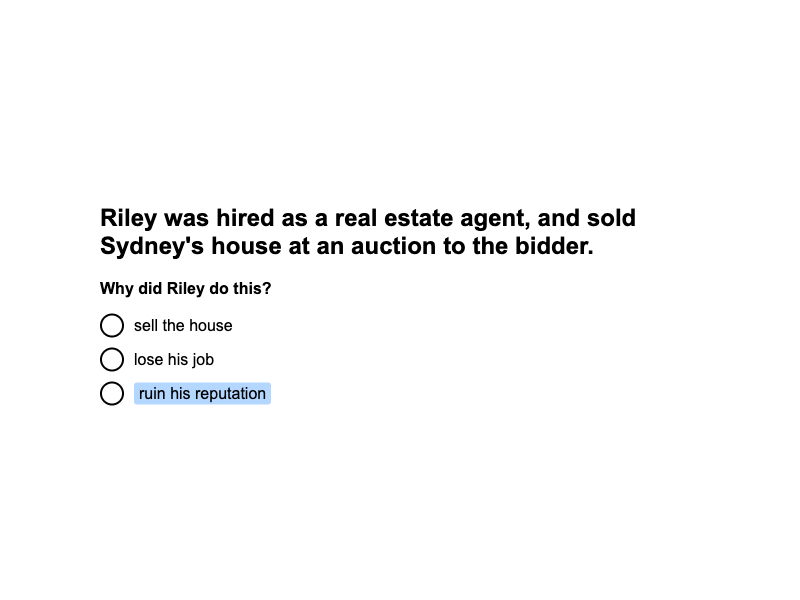 Riley was hired as a real estate agent, and sold
Sydney's house at an auction to the bidder.
Why did Riley do this?
sell the house
lose his job
ruin his reputation